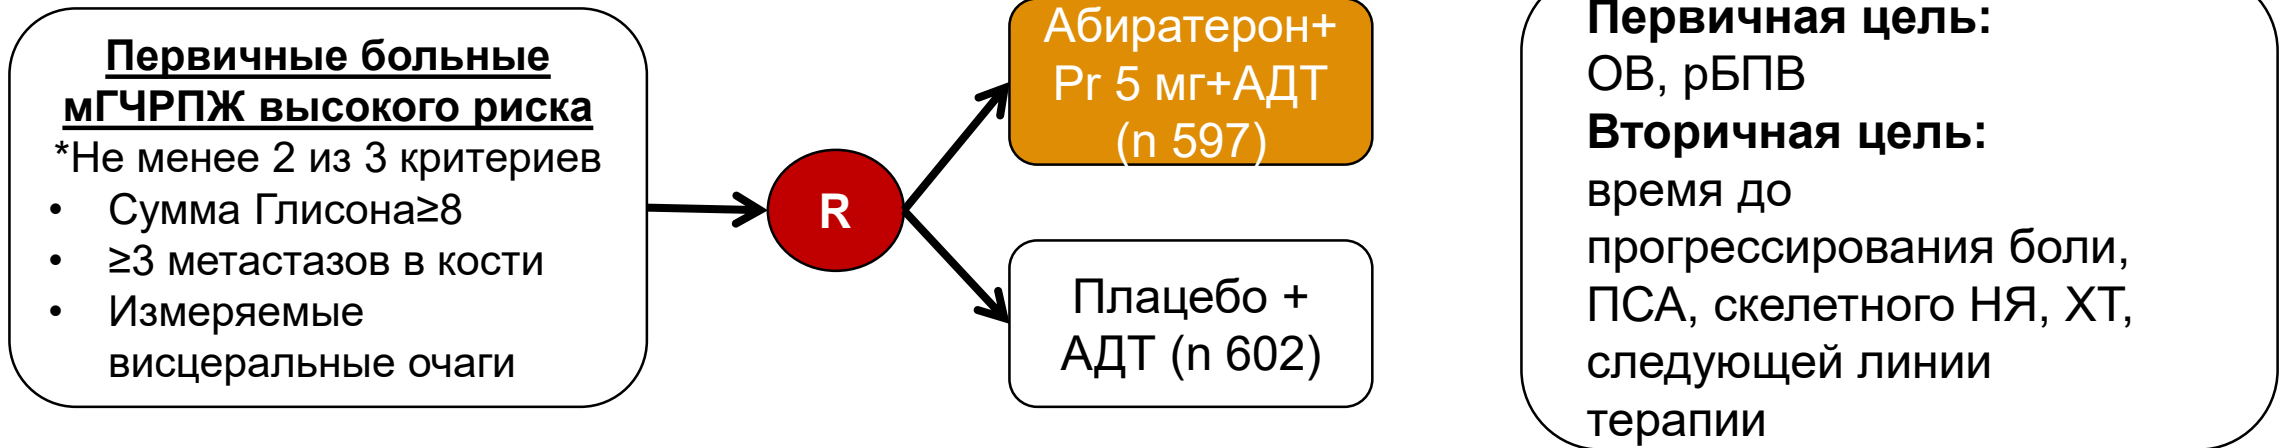 Первичные больные
мГЧРПЖ высокого риска
*Не менее 2 из 3 критериев
• Сумма Глисона≥8
• ≥3 метастазов в кости
• Измеряемые
висцеральные очаги
R
Абиратерон+
Pr 5 мг+АДТ
(n 597)
Плацебо +
АДТ (n 602)
Первичная цель:
ОВ, рБПВ
Вторичная цель:
время до
прогрессирования боли,
ПСА, скелетного НЯ, ХТ,
следующей линии
терапии